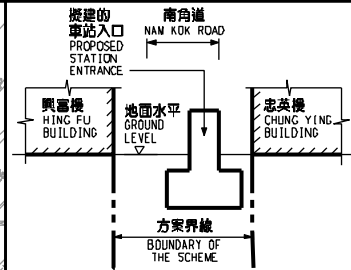 擬建的
車站入口
PROPOSED
STATION
ENTRANCE
南角道
NAM KOK ROAD
興富樓
HING FU
BUILDING
地面水平
GROUND
LEVEL
忠英樓
CHUNG YING
BUILDING
方案界線
BOUNDARY OF
THE SCHEME